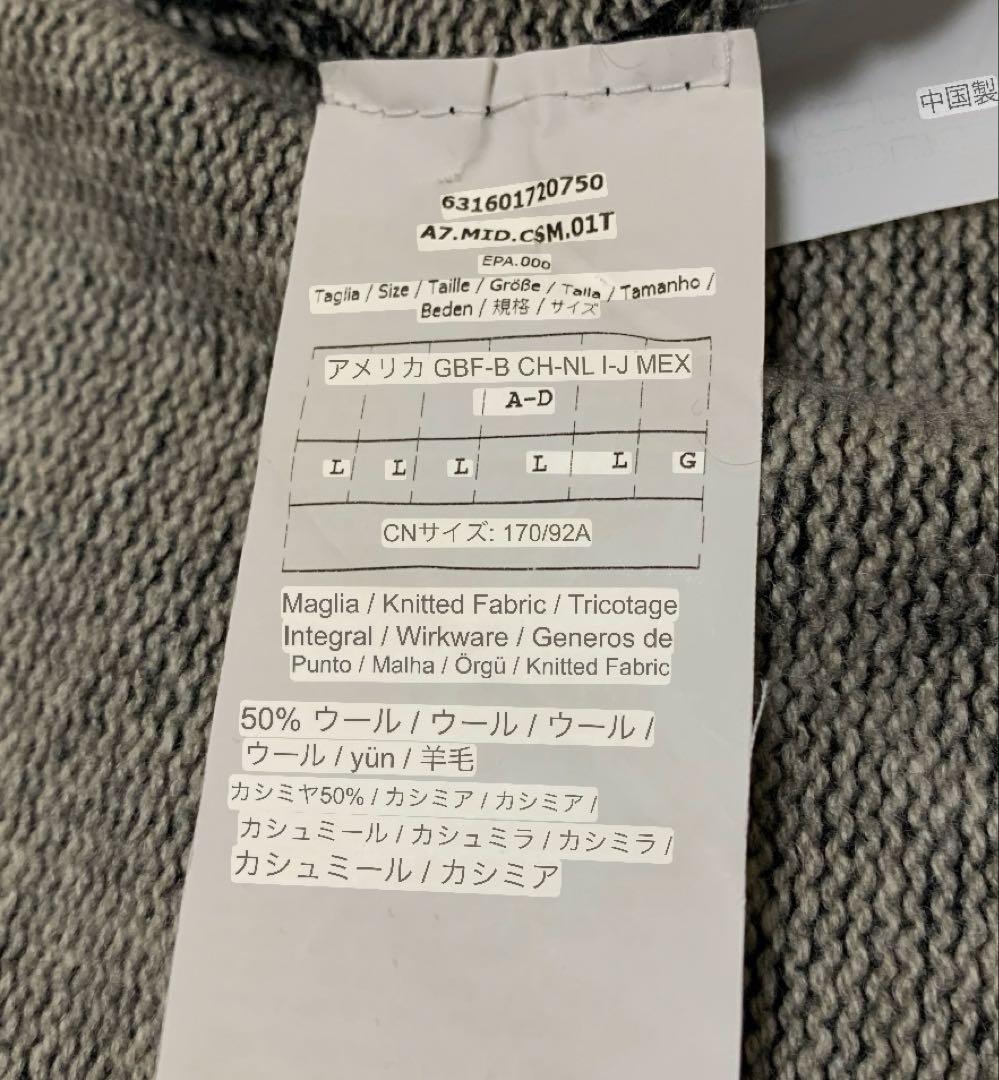 中国製
631601720750
A7.MID.CSM.01T
EPA.000
Taglia / Size / Taille / Größe / Talla / Tamanho /
Beden / 規格 / サイズ
アメリカ GBF-B CH-NL I-J MEX
A-D
L L L L L G
CNサイズ: 170/92A
Maglia / Knitted Fabric / Tricotage
Integral / Wirkware / Generos de
Punto / Malha / Örgü / Knitted Fabric
50% ウール / ウール / ウール /
ウール / yün / 羊毛
カシミヤ50% / カシミア / カシミア /
カシュミール / カシュミラ / カシミラ /
カシュミール / カシミア